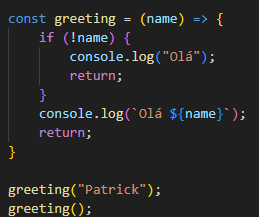 const greeting = (name) => {
    if (!name) {
        console.log("Olá");
        return;
    }
    console.log(`Olá ${name}`);
    return;
}

greeting("Patrick");
greeting();